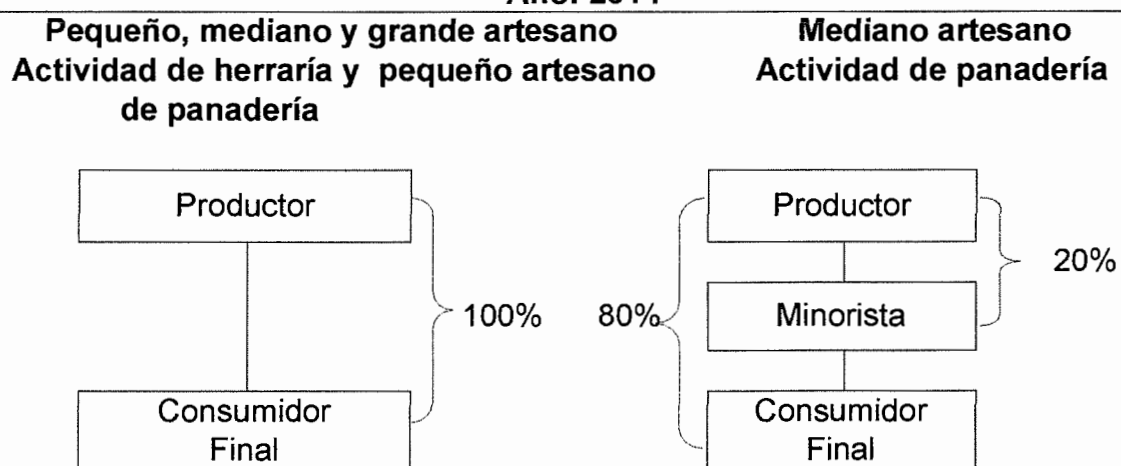 Pequeño, mediano y grande artesano
Actividad de herraría y pequeño artesano
de panadería
Mediano artesano
Actividad de panadería
Productor
100%
Consumidor
Final
Productor
20%
80%
Minorista
Consumidor
Final